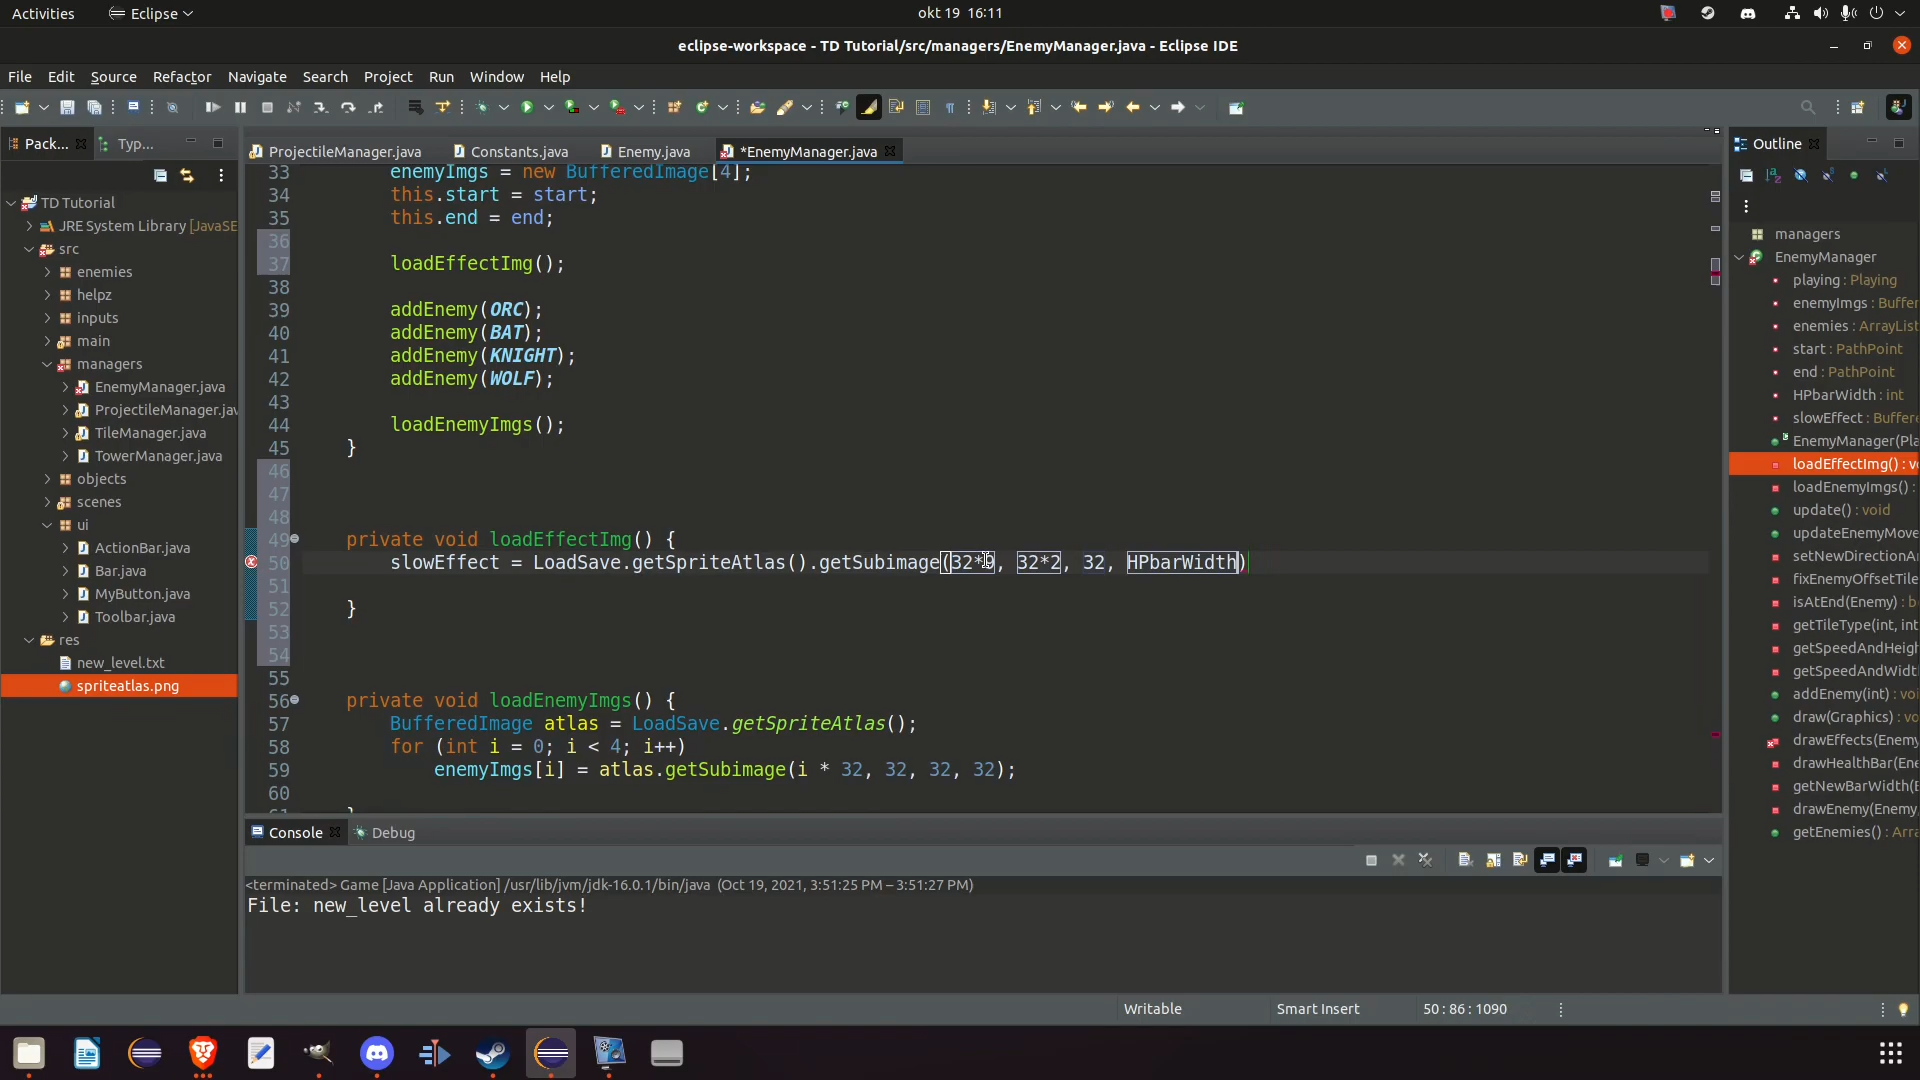 Activities
Eclipse
okt 19 16:11
eclipse-workspace - TD Tutorial/src/managers/EnemyManager.java - Eclipse IDE
File Edit Source Refactor Navigate Search Project Run Window Help
Pack...
Typ...
ProjectileManager.java
Constants.java
Enemy.java
*EnemyManager.java
Outline
TD Tutorial
JRE System Library [JavaSE
src
enemies
helpz
inputs
main
managers
EnemyManager.java
ProjectileManager.jav
TileManager.java
TowerManager.java
objects
scenes
ui
ActionBar.java
Bar.java
MyButton.java
Toolbar.java
res
new_level.txt
spriteatlas.png
33 enemyImgs = new BufferedImage[4];
34 this.start = start;
35 this.end = end;
36
37 loadEffectImg();
38
39 addEnemy(ORC);
40 addEnemy(BAT);
41 addEnemy(KNIGHT);
42 addEnemy(WOLF);
43
44 loadEnemyImgs();
45 }
46
47
48
49 private void loadEffectImg() {
50 slowEffect = LoadSave.getSpriteAtlas().getSubimage(32*9, 32*2, 32, HPbarWidth)
51
52 }
53
54
55
56 private void loadEnemyImgs() {
57 BufferedImage atlas = LoadSave.getSpriteAtlas();
58 for (int i = 0; i < 4; i++)
59 enemyImgs[i] = atlas.getSubimage(i * 32, 32, 32, 32);
60
managers
EnemyManager
playing : Playing
enemyImgs : Buffer
enemies : ArrayList
start : PathPoint
end : PathPoint
HPbarWidth : int
slowEffect : Buffere
EnemyManager(Pla
loadEffectImg() : vo
loadEnemyImgs() :
update() : void
updateEnemyMove
setNewDirectionAn
fixEnemyOffsetTile
isAtEnd(Enemy) : b
getTileType(int, int
getSpeedAndHeigh
getSpeedAndWidt
addEnemy(int) : voi
draw(Graphics) : vo
drawEffects(Enemy
drawHealthBar(Ene
getNewBarWidth(E
drawEnemy(Enemy
getEnemies() : Arra
Console
Debug
<terminated> Game [Java Application] /usr/lib/jvm/jdk-16.0.1/bin/java (Oct 19, 2021, 3:51:25 PM – 3:51:27 PM)
File: new_level already exists!
Writable
Smart Insert
50 : 86 : 1090